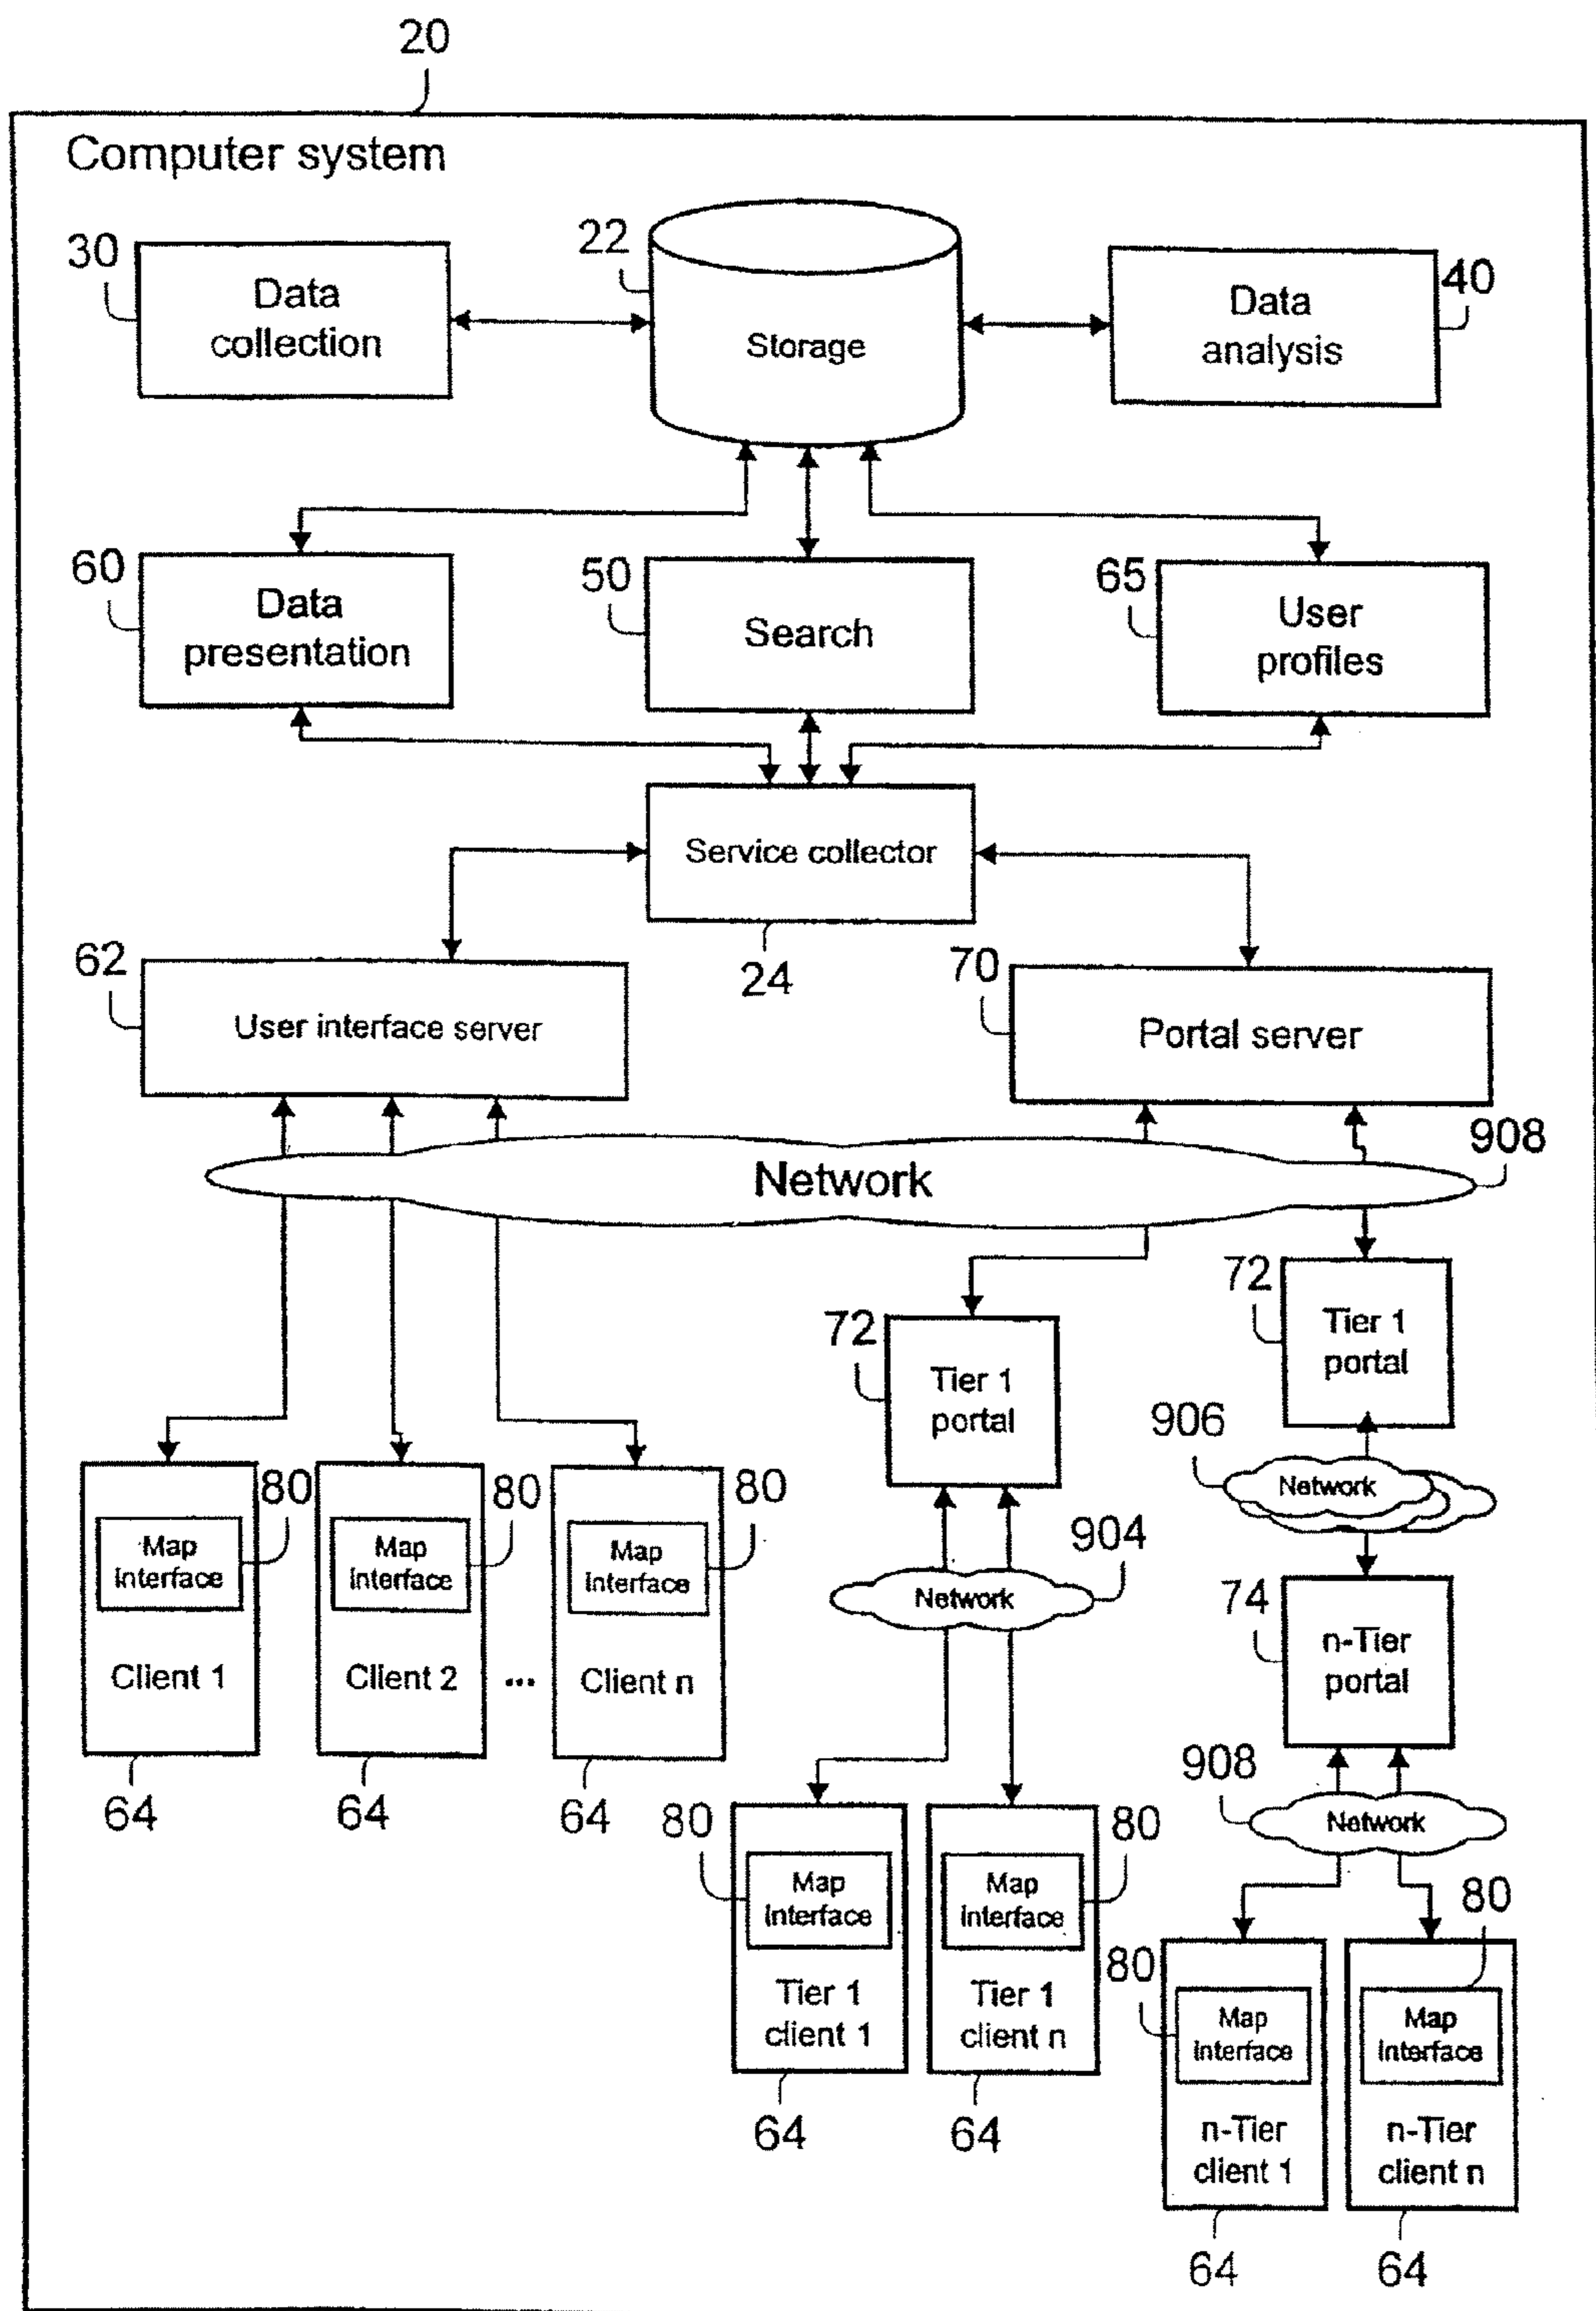 20
Computer system
30
Data
collection
22
Storage
40
Data
analysis
60
Data
presentation
50
Search
65
User
profiles
Service collector
24
62
User interface server
70
Portal server
Network
908
72
Tier 1
portal
72
Tier 1
portal
906
Network
904
Network
74
n-Tier
portal
908
Network
80
Map
interface
Client 1
64
80
Map
interface
Client 2
64
...
80
Map
interface
Client n
64
80
Map
interface
Tier 1
client 1
64
80
Map
interface
Tier 1
client n
64
80
Map
interface
n-Tier
client 1
64
80
Map
interface
n-Tier
client n
64